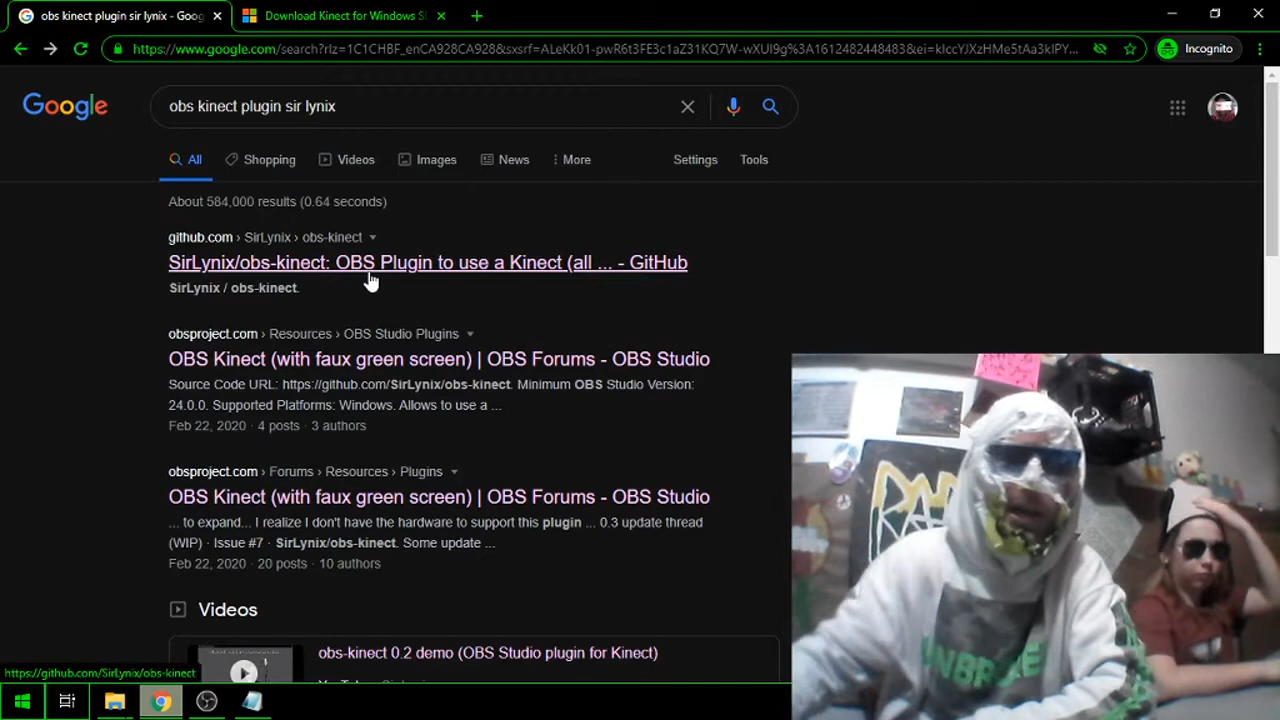 obs kinect plugin sir lynix - Goog
Download Kinect for Windows S
https://www.google.com/search?rlz=1C1CHBF_enCA928CA928&sxsrf=ALeKk01-pwR6t3FE3c1aZ31KQ7W-wXUI9g%3A1612482448483&ei=kIccYJXzHMe5tAa3kIPY...
Incognito
Google
obs kinect plugin sir lynix
All
Shopping
Videos
Images
News
More
Settings
Tools
About 584,000 results (0.64 seconds)
github.com › SirLynix › obs-kinect
SirLynix/obs-kinect: OBS Plugin to use a Kinect (all ... - GitHub
SirLynix / obs-kinect.
obsproject.com › Resources › OBS Studio Plugins
OBS Kinect (with faux green screen) | OBS Forums - OBS Studio
Source Code URL: https://github.com/SirLynix/obs-kinect. Minimum OBS Studio Version:
24.0.0. Supported Platforms: Windows. Allows to use a ...
Feb 22, 2020 · 4 posts · 3 authors
obsproject.com › Forums › Resources › Plugins
OBS Kinect (with faux green screen) | OBS Forums - OBS Studio
... to expand... I realize I don't have the hardware to support this plugin ... 0.3 update thread
(WIP) · Issue #7 · SirLynix/obs-kinect. Some update ...
Feb 22, 2020 · 20 posts · 10 authors
Videos
obs-kinect 0.2 demo (OBS Studio plugin for Kinect)
https://github.com/SirLynix/obs-kinect